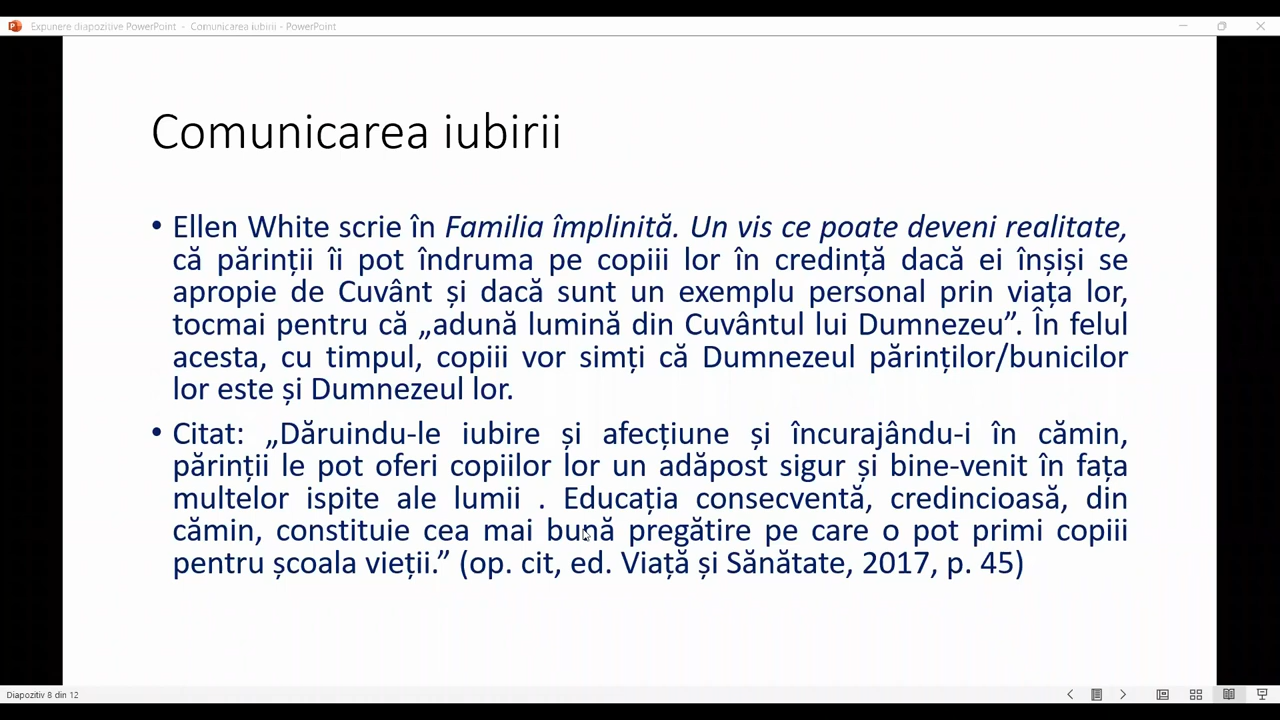 Expunere diapozitive PowerPoint - Comunicarea iubirii - PowerPoint
Comunicarea iubirii
• Ellen White scrie în Familia împlinită. Un vis ce poate deveni realitate,
că părinții îi pot îndruma pe copiii lor în credință dacă ei înșiși se
apropie de Cuvânt și dacă sunt un exemplu personal prin viața lor,
tocmai pentru că „adună lumină din Cuvântul lui Dumnezeu”. În felul
acesta, cu timpul, copiii vor simți că Dumnezeul părinților/bunicilor
lor este și Dumnezeul lor.
• Citat: „Dăruindu-le iubire și afecțiune și încurajându-i în cămin,
părinții le pot oferi copiilor lor un adăpost sigur și bine-venit în fața
multelor ispite ale lumii . Educația consecventă, credincioasă, din
cămin, constituie cea mai bună pregătire pe care o pot primi copiii
pentru școala vieții.” (op. cit, ed. Viață și Sănătate, 2017, p. 45)
Diapozitiv 8 din 12